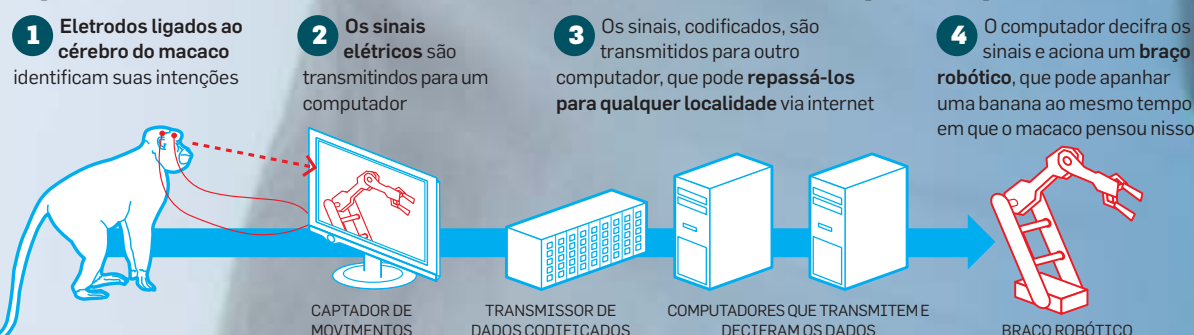 1 Eletrodos ligados ao
cérebro do macaco
identificam suas intenções
2 Os sinais
elétricos são
transmitindos para um
computador
3 Os sinais, codificados, são
transmitidos para outro
computador, que pode repassá-los
para qualquer localidade via internet
4 O computador decifra os
sinais e aciona um braço
robótico, que pode apanhar
uma banana ao mesmo tempo
em que o macaco pensou nisso
CAPTADOR DE
MOVIMENTOS
TRANSMISSOR DE
DADOS CODIFICADOS
COMPUTADORES QUE TRANSMITEM E
DECIFRAM OS DADOS
BRAÇO ROBÓTICO